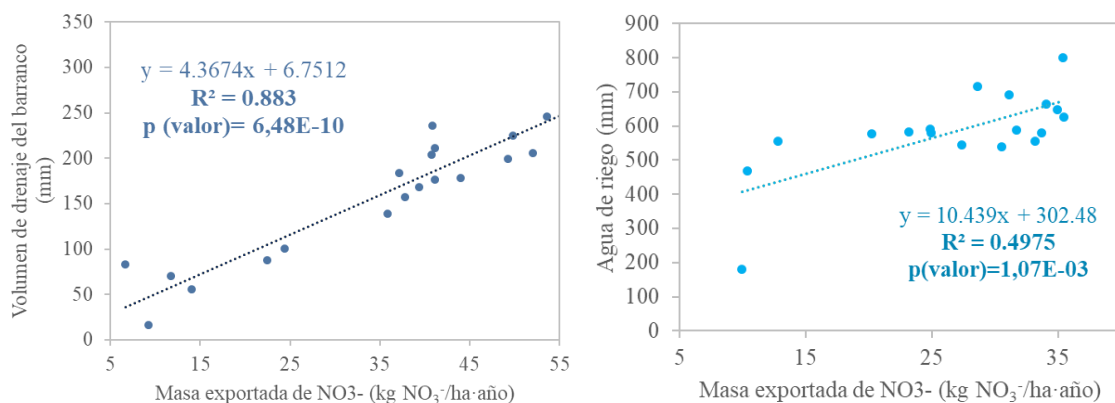 Volumen de drenaje del barranco
(mm)
350
300
250
200
150
100
50
0
y = 4.3674x + 6.7512
R² = 0.883
p (valor)= 6,48E-10
5 15 25 35 45 55
Masa exportada de NO3- (kg NO₃⁻/ha·año)
Agua de riego (mm)
900
800
700
600
500
400
300
200
100
0
y = 10.439x + 302.48
R² = 0.4975
p(valor)=1,07E-03
5 15 25 35
Masa exportada de NO3- (kg NO₃⁻/ha·año)